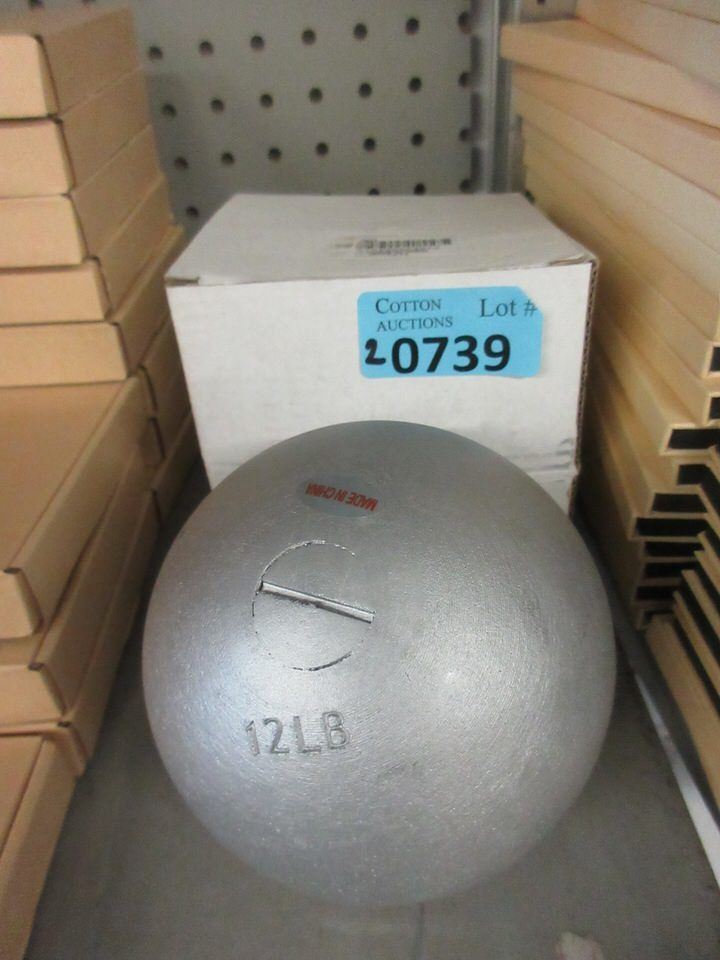 COTTON
AUCTIONS
Lot #
20739
MADE IN CHINA
12LB